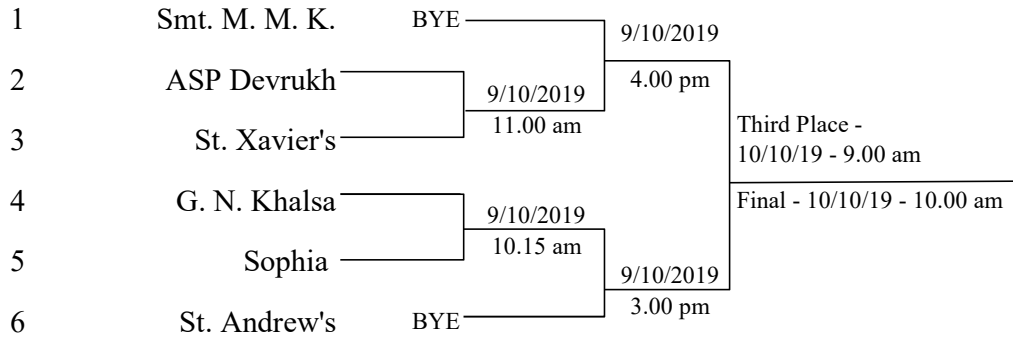 1 Smt. M. M. K. BYE
9/10/2019
2 ASP Devrukh
4.00 pm
9/10/2019
11.00 am
3 St. Xavier's
Third Place -
10/10/19 - 9.00 am
4 G. N. Khalsa
Final - 10/10/19 - 10.00 am
9/10/2019
10.15 am
5 Sophia
9/10/2019
3.00 pm
6 St. Andrew's BYE